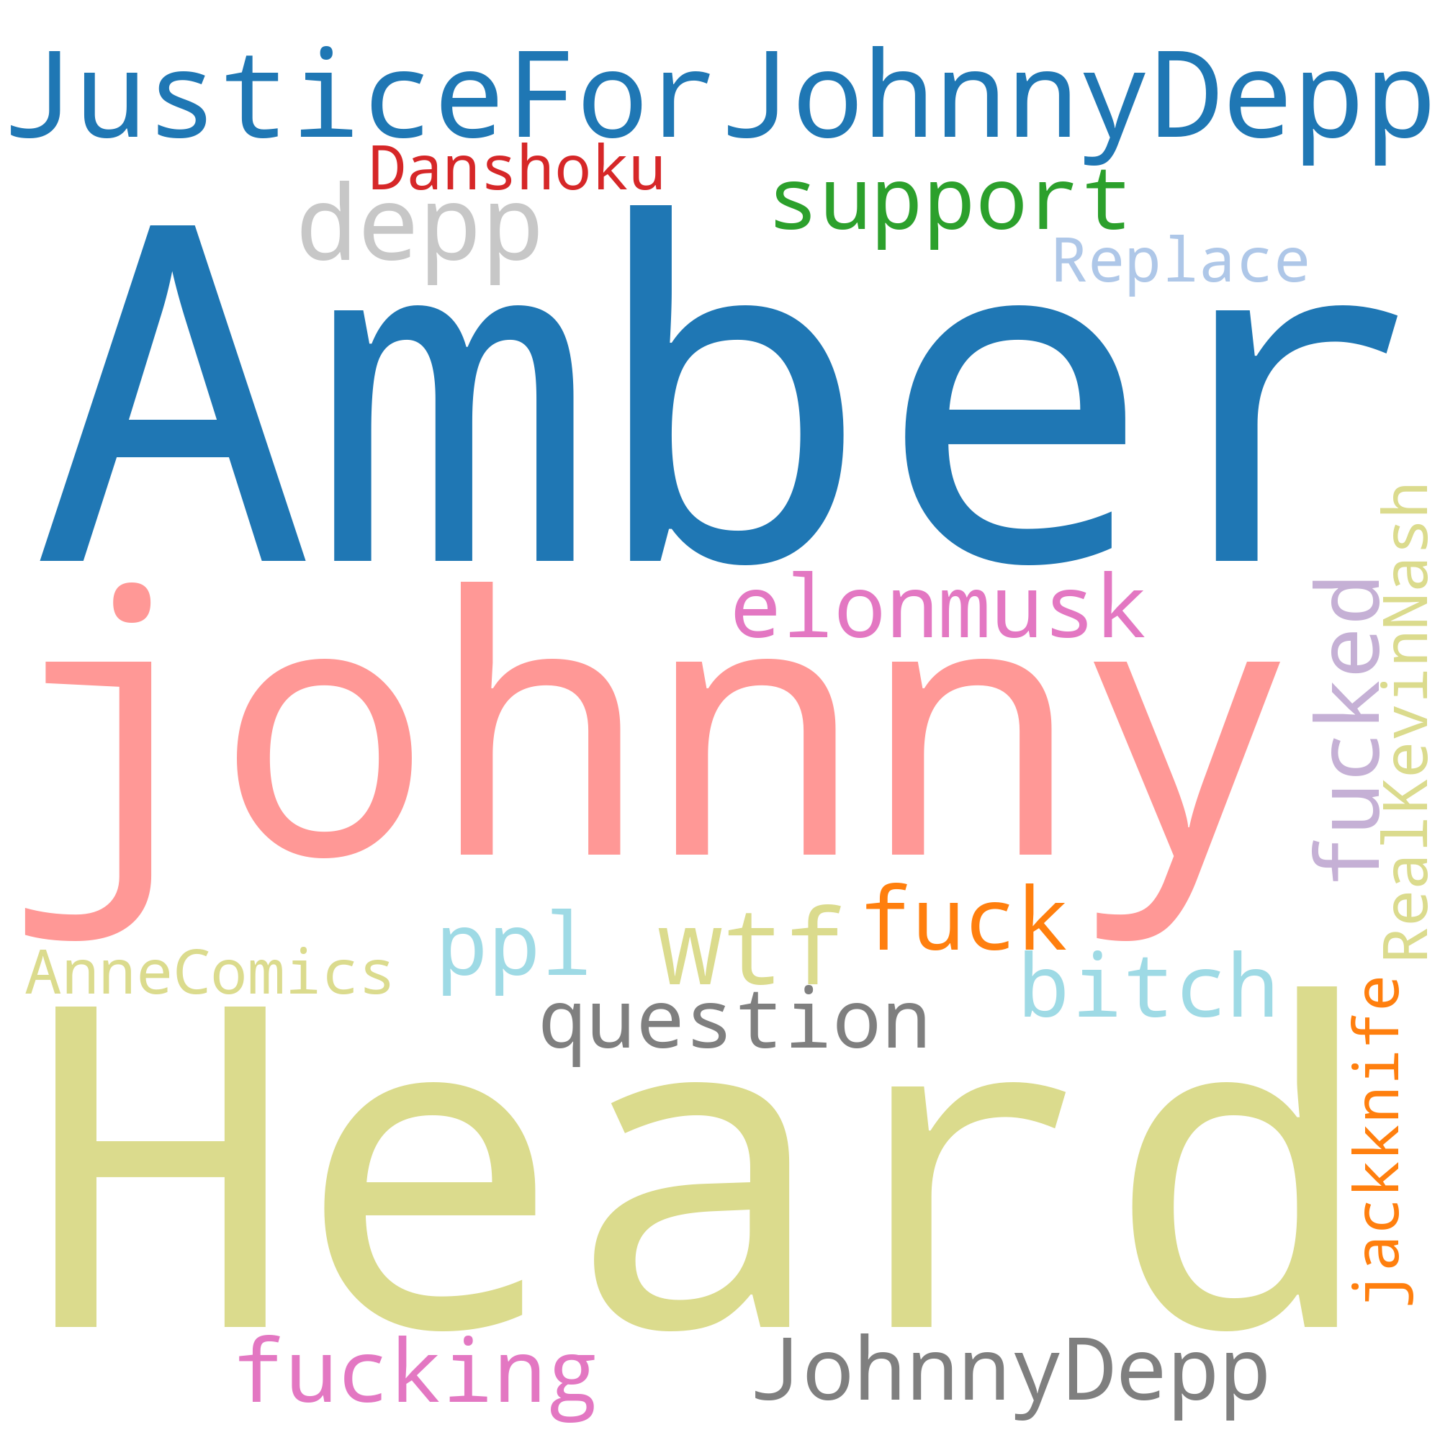 JusticeForJohnnyDepp
Danshoku
support
depp
Replace
Amber
elonmusk
johnny
fucked
RealKevinNash
fuck
ppl
wtf
AnneComics
bitch
question
Heard
jackknife
fucking
JohnnyDepp